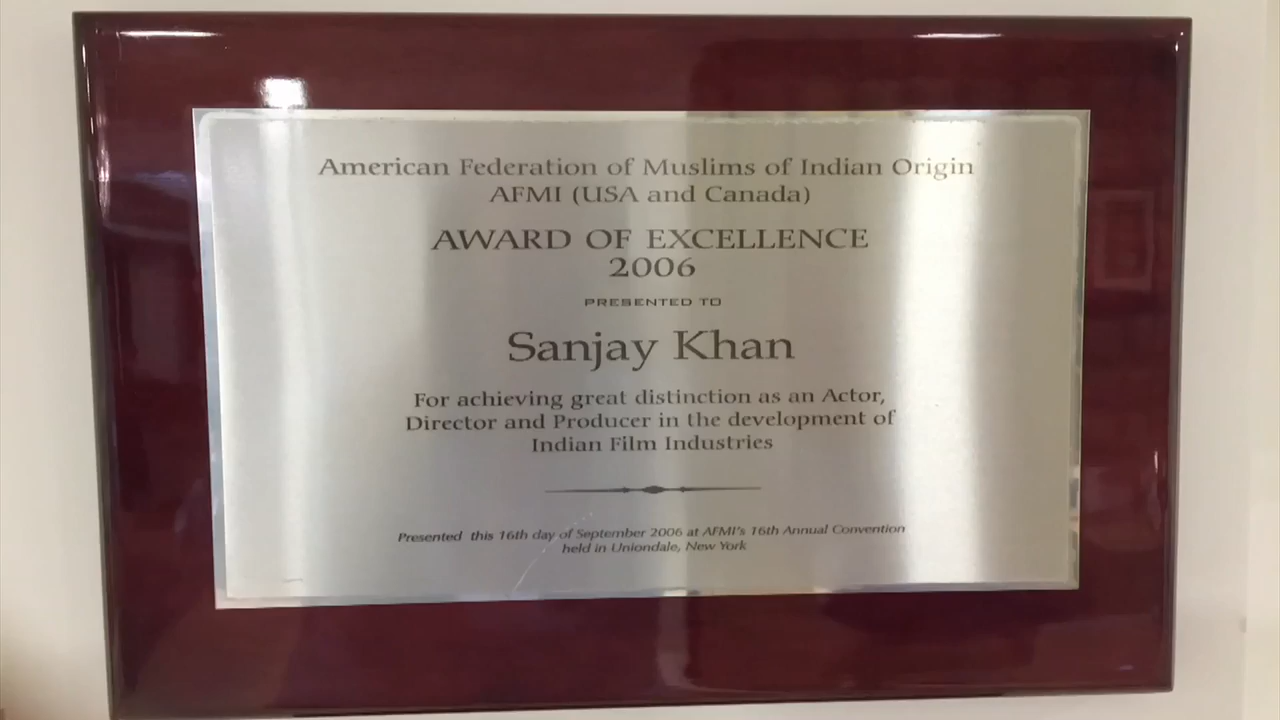 American Federation of Muslims of Indian Origin
AFMI (USA and Canada)
AWARD OF EXCELLENCE
2006
PRESENTED TO
Sanjay Khan
For achieving great distinction as an Actor,
Director and Producer in the development of
Indian Film Industries
Presented this 16th day of September 2006 at AFMI's 16th Annual Convention
held in Uniondale, New York